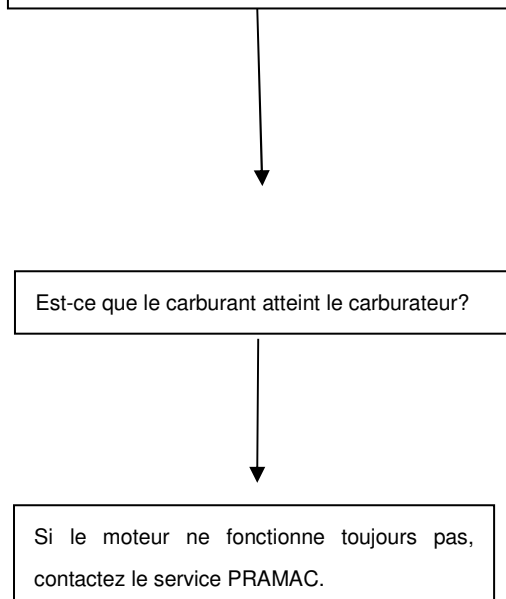 Est-ce que le carburant atteint le carburateur?
Si le moteur ne fonctionne toujours pas,
contactez le service PRAMAC.